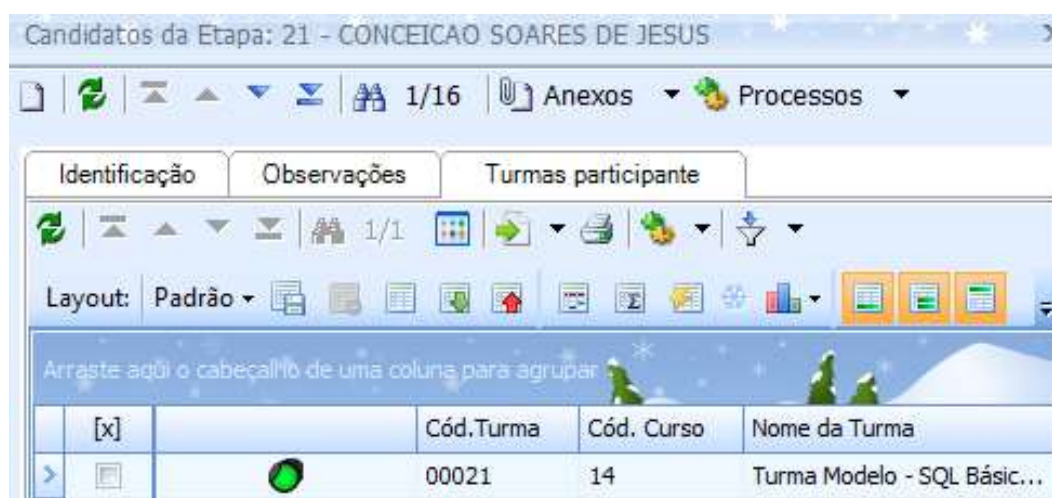 Candidatos da Etapa: 21 - CONCEICAO SOARES DE JESUS
1/16 Anexos Processos
Identificação Observações Turmas participante
1/1
Layout: Padrão
Arraste aqui o cabeçalho de uma coluna para agrupar
[x] Cód.Turma Cód. Curso Nome da Turma
00021 14 Turma Modelo - SQL Básic...